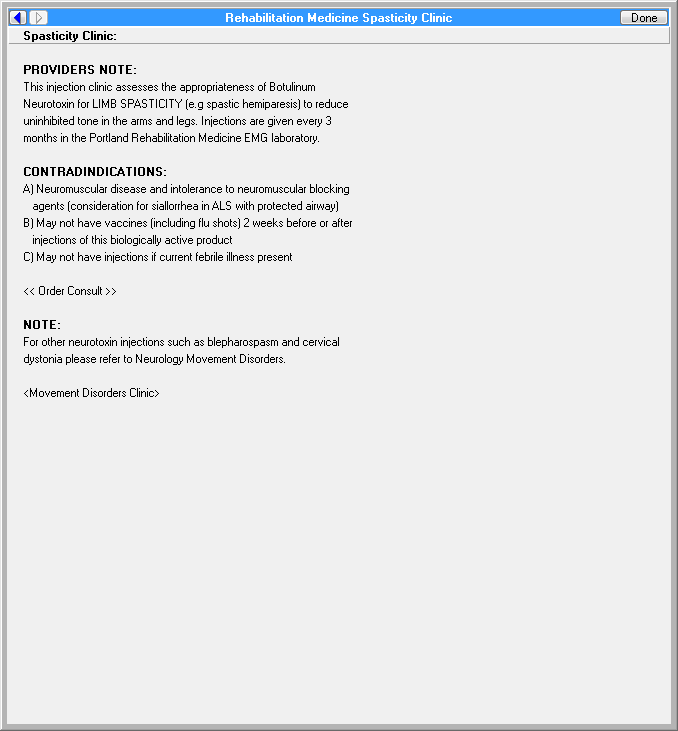 Rehabilitation Medicine Spasticity Clinic
Done
Spasticity Clinic:
PROVIDERS NOTE:
This injection clinic assesses the appropriateness of Botulinum
Neurotoxin for LIMB SPASTICITY (e.g spastic hemiparesis) to reduce
uninhibited tone in the arms and legs. Injections are given every 3
months in the Portland Rehabilitation Medicine EMG laboratory.
CONTRADINDICATIONS:
A) Neuromuscular disease and intolerance to neuromuscular blocking
agents (consideration for siallorrhea in ALS with protected airway)
B) May not have vaccines (including flu shots) 2 weeks before or after
injections of this biologically active product
C) May not have injections if current febrile illness present
<< Order Consult >>
NOTE:
For other neurotoxin injections such as blepharospasm and cervical
dystonia please refer to Neurology Movement Disorders.
<Movement Disorders Clinic>